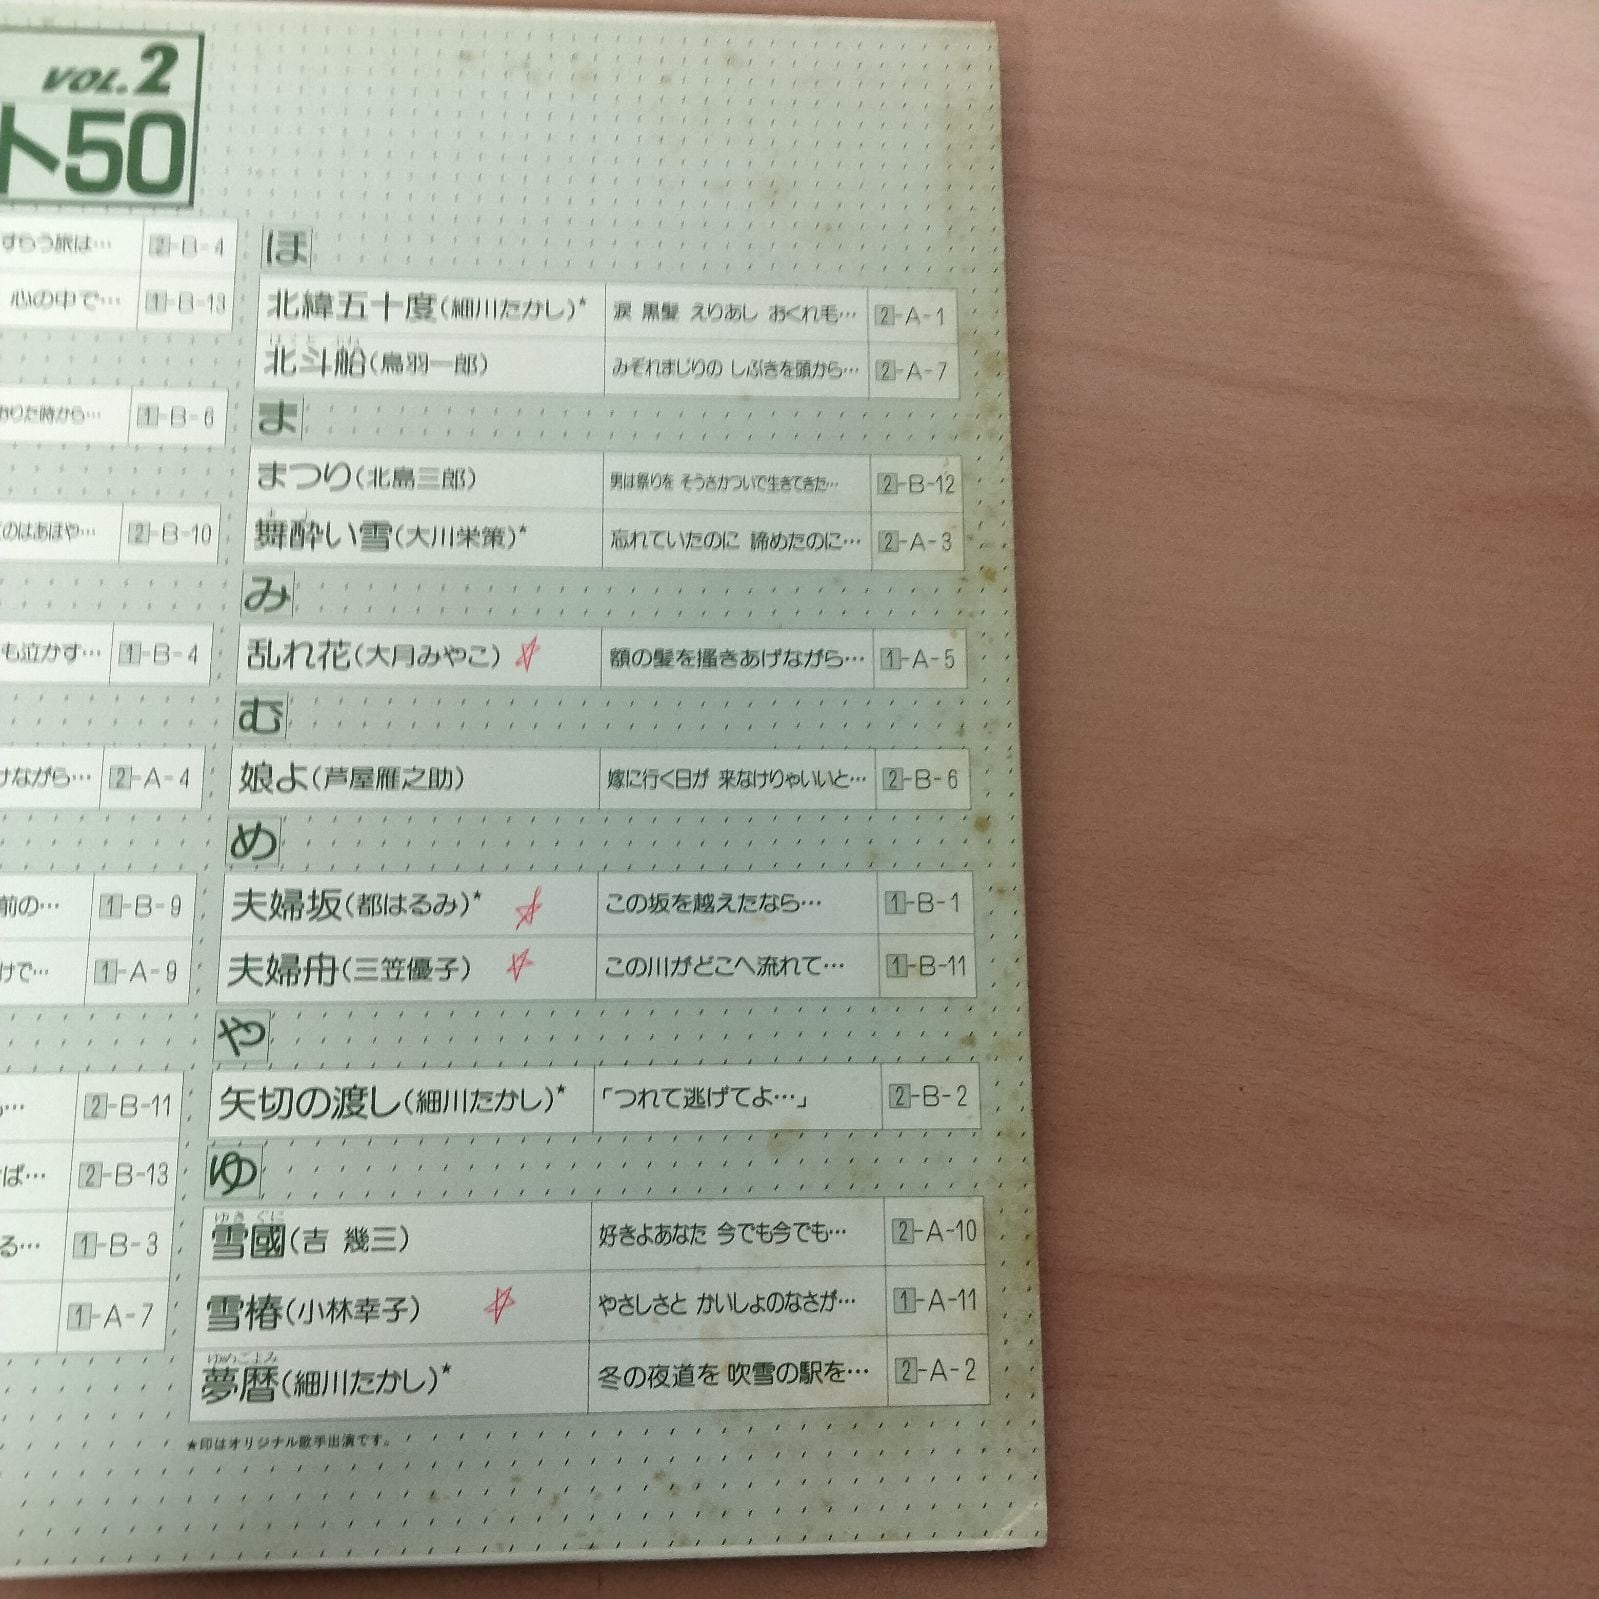 VOL.2
ト50
すらう旅は… 2-B-4
心の中で… 1-B-13
おりた時から… 1-B-6
のはあほや… 2-B-10
も泣かず… 1-B-4
けながら… 2-A-4
前の… 1-B-9
けで… 1-A-9
… 2-B-11
ば… 2-B-13
る… 1-B-3
1-A-7
ほ
北緯五十度(細川たかし)★ 涙 黒髪 えりあし おくれ毛… 2-A-1
北斗船(鳥羽一郎) みぞれまじりの しぶきを頭から… 2-A-7
ま
まつり(北島三郎) 男は祭りを そうさかついで生きてきた… 2-B-12
舞酔い雪(大川栄策)★ 忘れていたのに 諦めたのに… 2-A-3
み
乱れ花(大月みやこ) ☆ 額の髪を搔きあげながら… 1-A-5
む
娘よ(芦屋雁之助) 嫁に行く日が 来なけりゃいいと… 2-B-6
め
夫婦坂(都はるみ)★ ☆ この坂を越えたなら… 1-B-1
夫婦舟(三笠優子) ☆ この川がどこへ流れて… 1-B-11
や
矢切の渡し(細川たかし)★ 「つれて逃げてよ…」 2-B-2
ゆ
ゆきぐに
雪國(吉 幾三) 好きよあなた 今でも今でも… 2-A-10
雪椿(小林幸子) ☆ やさしさと かいしょのなさが… 1-A-11
ゆめごよみ
夢暦(細川たかし)★ 冬の夜道を 吹雪の駅を… 2-A-2
★印はオリジナル歌手出演です。